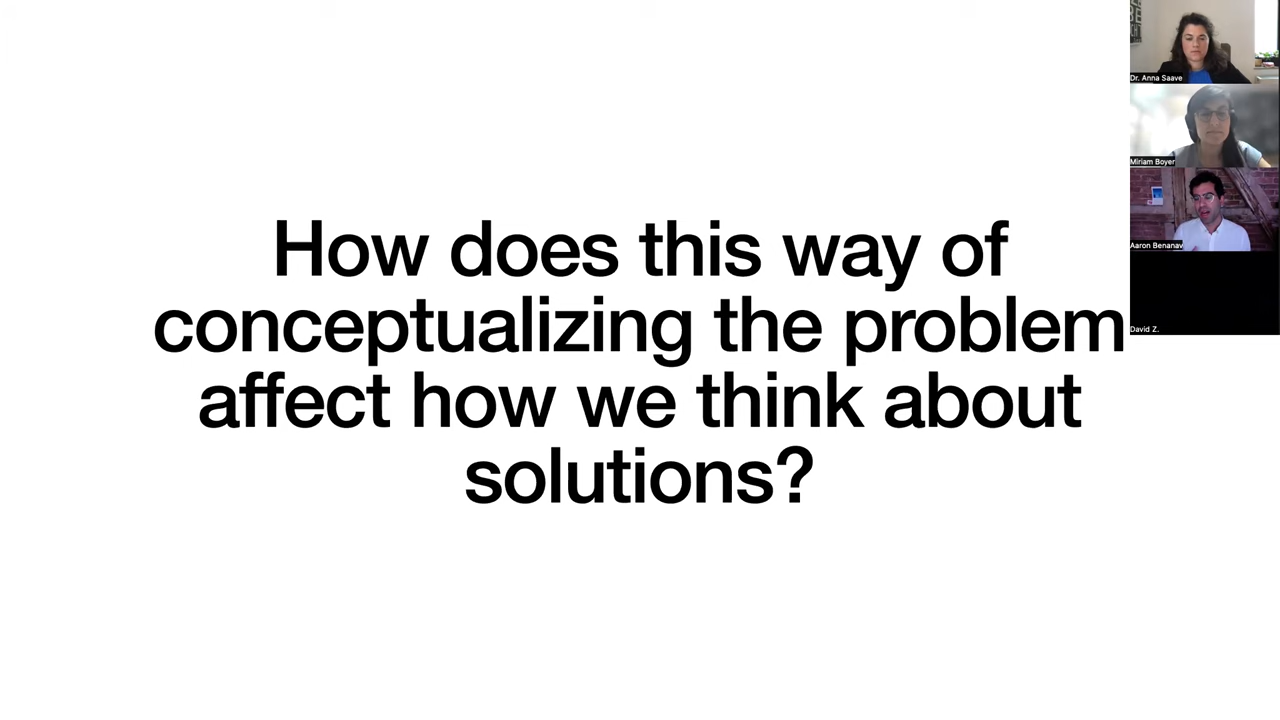 How does this way of
conceptualizing the problem
affect how we think about
solutions?
Dr. Anna Saave
Miriam Boyer
Aaron Benanav
David Z.